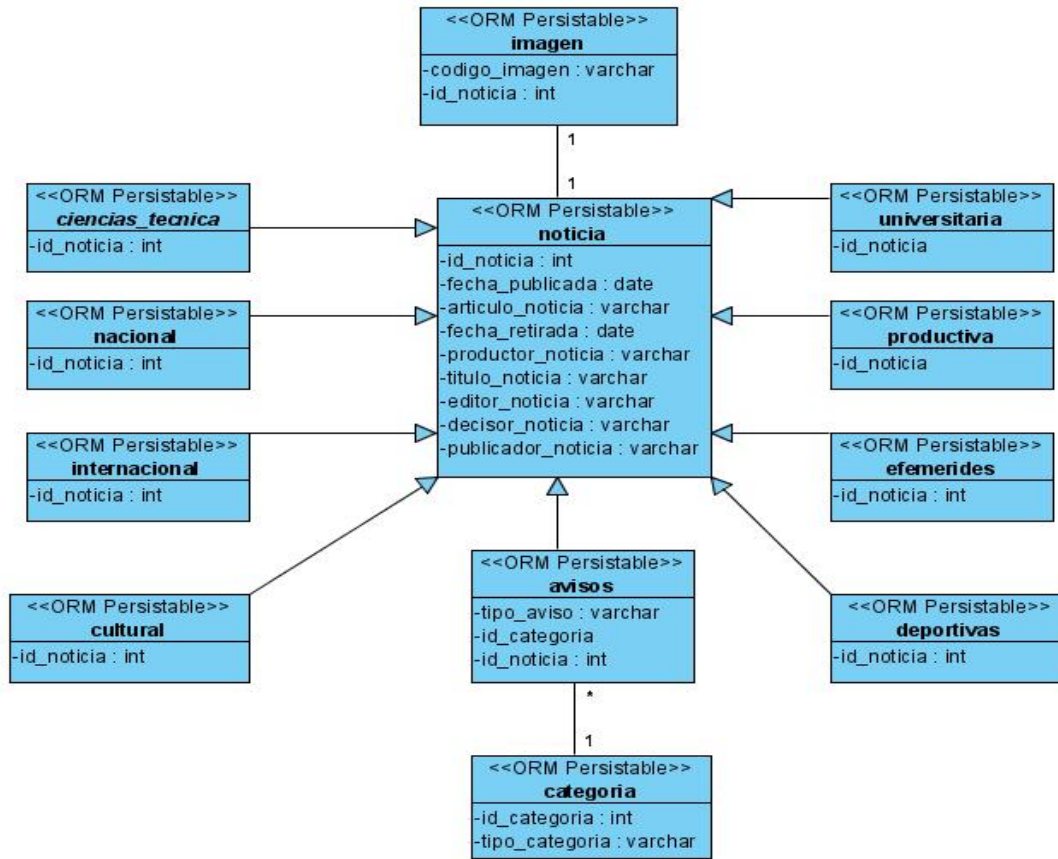 <<ORM Persistable>>
imagen
-codigo_imagen : varchar
-id_noticia : int
1
1
<<ORM Persistable>>
ciencias_tecnica
-id_noticia : int
<<ORM Persistable>>
nacional
-id_noticia : int
<<ORM Persistable>>
internacional
-id_noticia : int
<<ORM Persistable>>
cultural
-id_noticia : int
<<ORM Persistable>>
noticia
-id_noticia : int
-fecha_publicada : date
-articulo_noticia : varchar
-fecha_retirada : date
-productor_noticia : varchar
-titulo_noticia : varchar
-editor_noticia : varchar
-decisor_noticia : varchar
-publicador_noticia : varchar
<<ORM Persistable>>
universitaria
-id_noticia
<<ORM Persistable>>
productiva
-id_noticia
<<ORM Persistable>>
efemerides
-id_noticia : int
<<ORM Persistable>>
deportivas
-id_noticia : int
<<ORM Persistable>>
avisos
-tipo_aviso : varchar
-id_categoria
-id_noticia : int
*
1
<<ORM Persistable>>
categoria
-id_categoria : int
-tipo_categoria : varchar